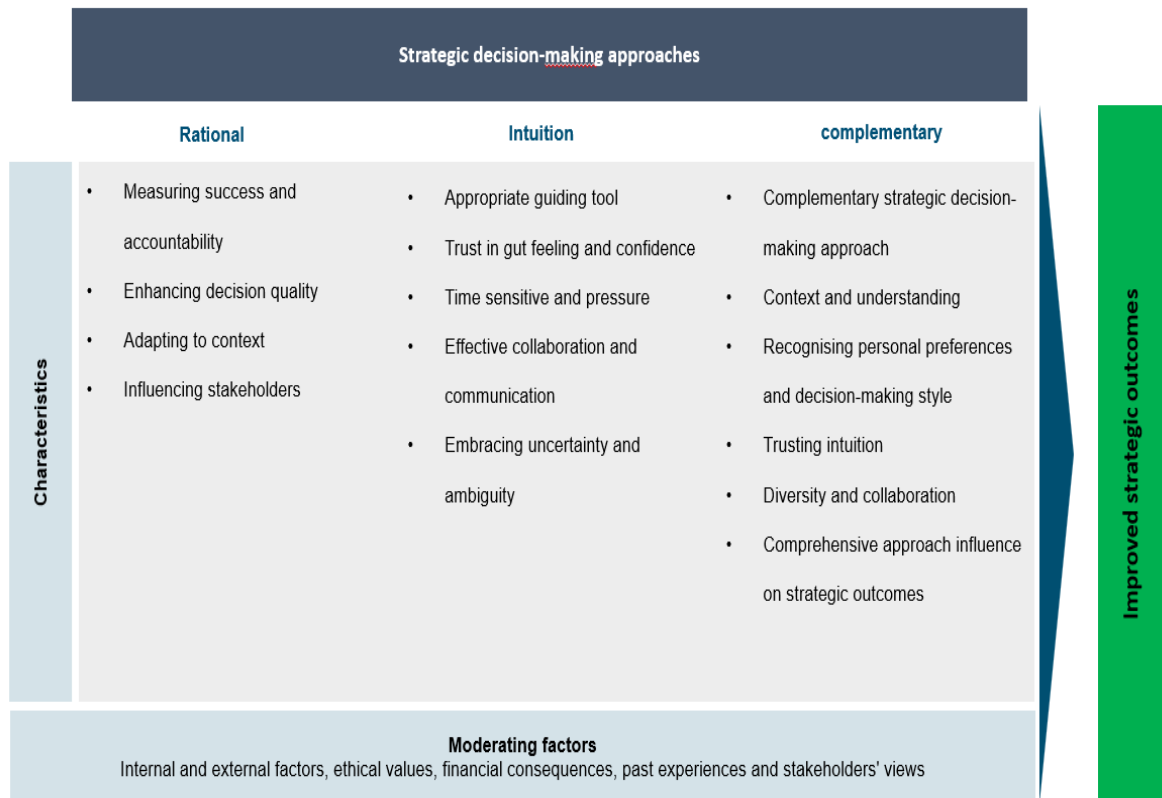 Strategic decision-making approaches
Rational
Intuition
complementary
Characteristics
• Measuring success and
accountability
• Enhancing decision quality
• Adapting to context
• Influencing stakeholders
• Appropriate guiding tool
• Trust in gut feeling and confidence
• Time sensitive and pressure
• Effective collaboration and
communication
• Embracing uncertainty and
ambiguity
• Complementary strategic decision-
making approach
• Context and understanding
• Recognising personal preferences
and decision-making style
• Trusting intuition
• Diversity and collaboration
• Comprehensive approach influence
on strategic outcomes
Improved strategic outcomes
Moderating factors
Internal and external factors, ethical values, financial consequences, past experiences and stakeholders' views